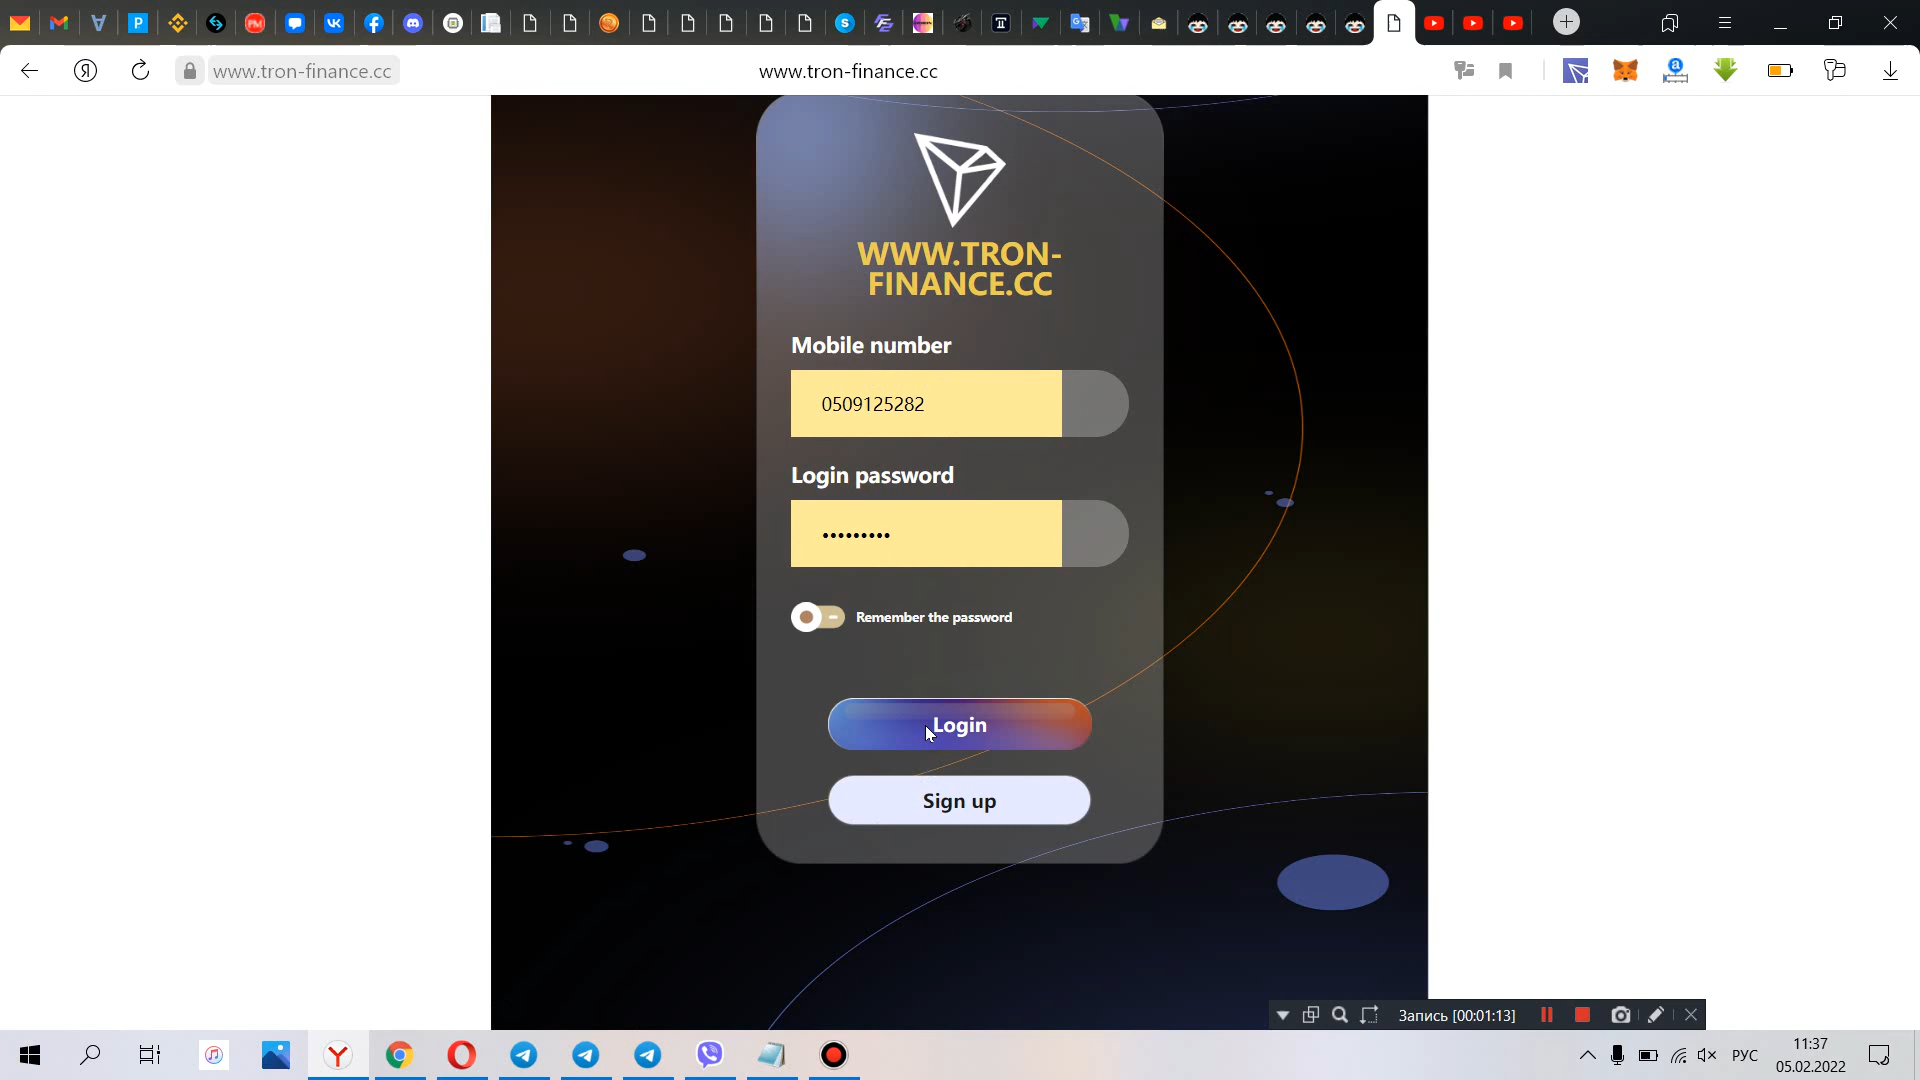 www.tron-finance.cc
www.tron-finance.cc
WWW.TRON-
FINANCE.CC
Mobile number
0509125282
Login password
•••••••••
Remember the password
Login
Sign up
Запись [00:01:13]
РУС
11:37
05.02.2022